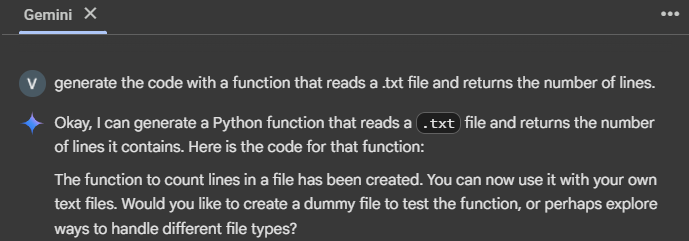 Gemini ✕ •••
V generate the code with a function that reads a .txt file and returns the number of lines.
Okay, I can generate a Python function that reads a .txt file and returns the number
of lines it contains. Here is the code for that function:
The function to count lines in a file has been created. You can now use it with your own
text files. Would you like to create a dummy file to test the function, or perhaps explore
ways to handle different file types?